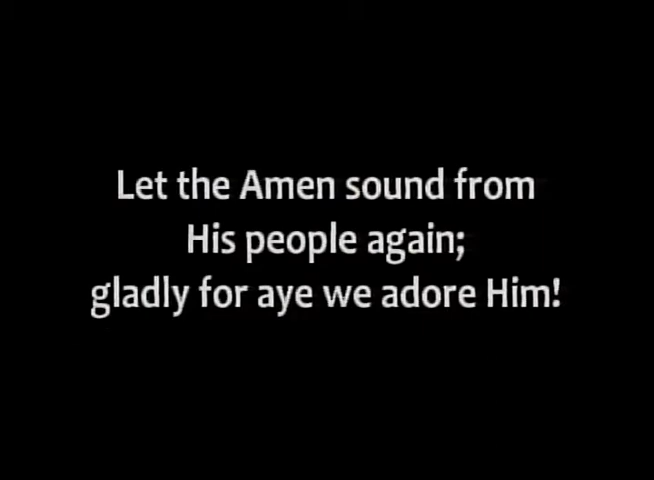 Let the Amen sound from
His people again;
gladly for aye we adore Him!